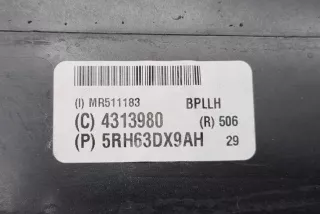 (I) MR511183 BPLLH
(C) 4313980 (R) 506
(P) 5RH63DX9AH 29